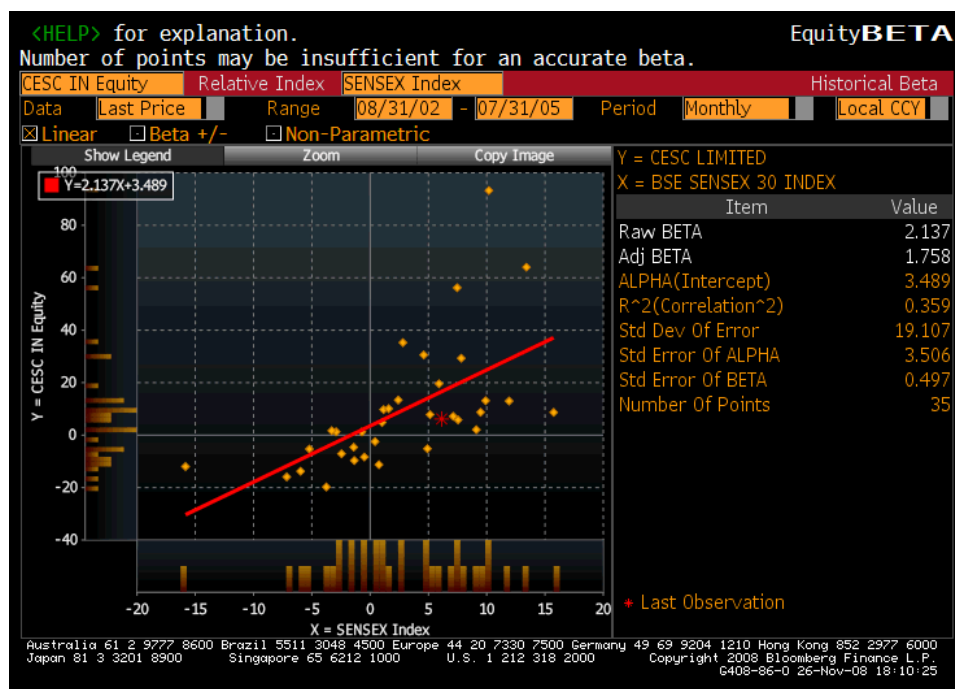 <HELP> for explanation. EquityBETA
Number of points may be insufficient for an accurate beta.
CESC IN Equity Relative Index SENSEX Index Historical Beta
Data Last Price Range 08/31/02 - 07/31/05 Period Monthly Local CCY
Linear Beta +/- Non-Parametric
Show Legend Zoom Copy Image
Y=2.137X+3.489
100
80
60
40
20
0
-20
-40
Y = CESC IN Equity
-20 -15 -10 -5 0 5 10 15 20
X = SENSEX Index
Y = CESC LIMITED
X = BSE SENSEX 30 INDEX
Item Value
Raw BETA 2.137
Adj BETA 1.758
ALPHA(Intercept) 3.489
R^2(Correlation^2) 0.359
Std Dev Of Error 19.107
Std Error Of ALPHA 3.506
Std Error Of BETA 0.497
Number Of Points 35
* Last Observation
Australia 61 2 9777 8600 Brazil 5511 3048 4500 Europe 44 20 7330 7500 Germany 49 69 9204 1210 Hong Kong 852 2977 6000
Japan 81 3 3201 8900 Singapore 65 6212 1000 U.S. 1 212 318 2000 Copyright 2008 Bloomberg Finance L.P.
G408-86-0 26-Nov-08 18:10:25